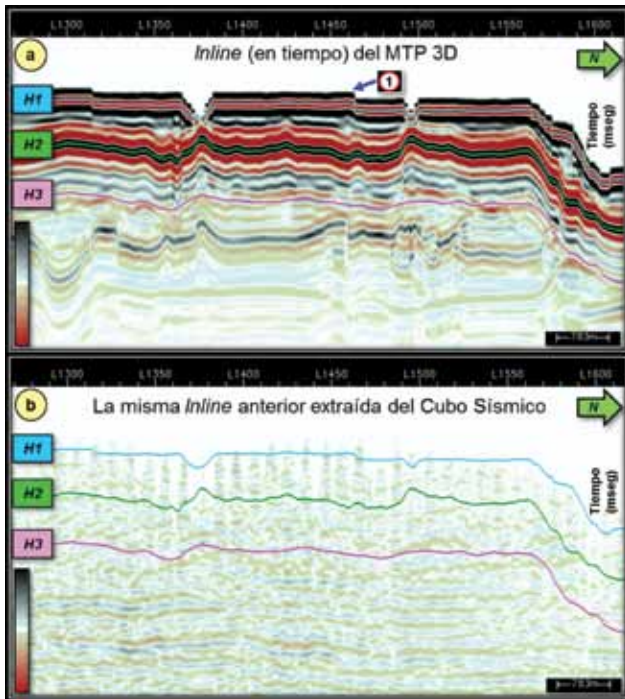 L1300 L1350 L1400 L1450 L1500 L1550 L1600
a
Inline (en tiempo) del MTP 3D
N
1
H1
H2
H3
Tiempo
(mseg)
L1300 L1350 L1400 L1450 L1500 L1550 L1600
b
La misma Inline anterior extraída del Cubo Sísmico
N
H1
H2
H3
Tiempo
(mseg)